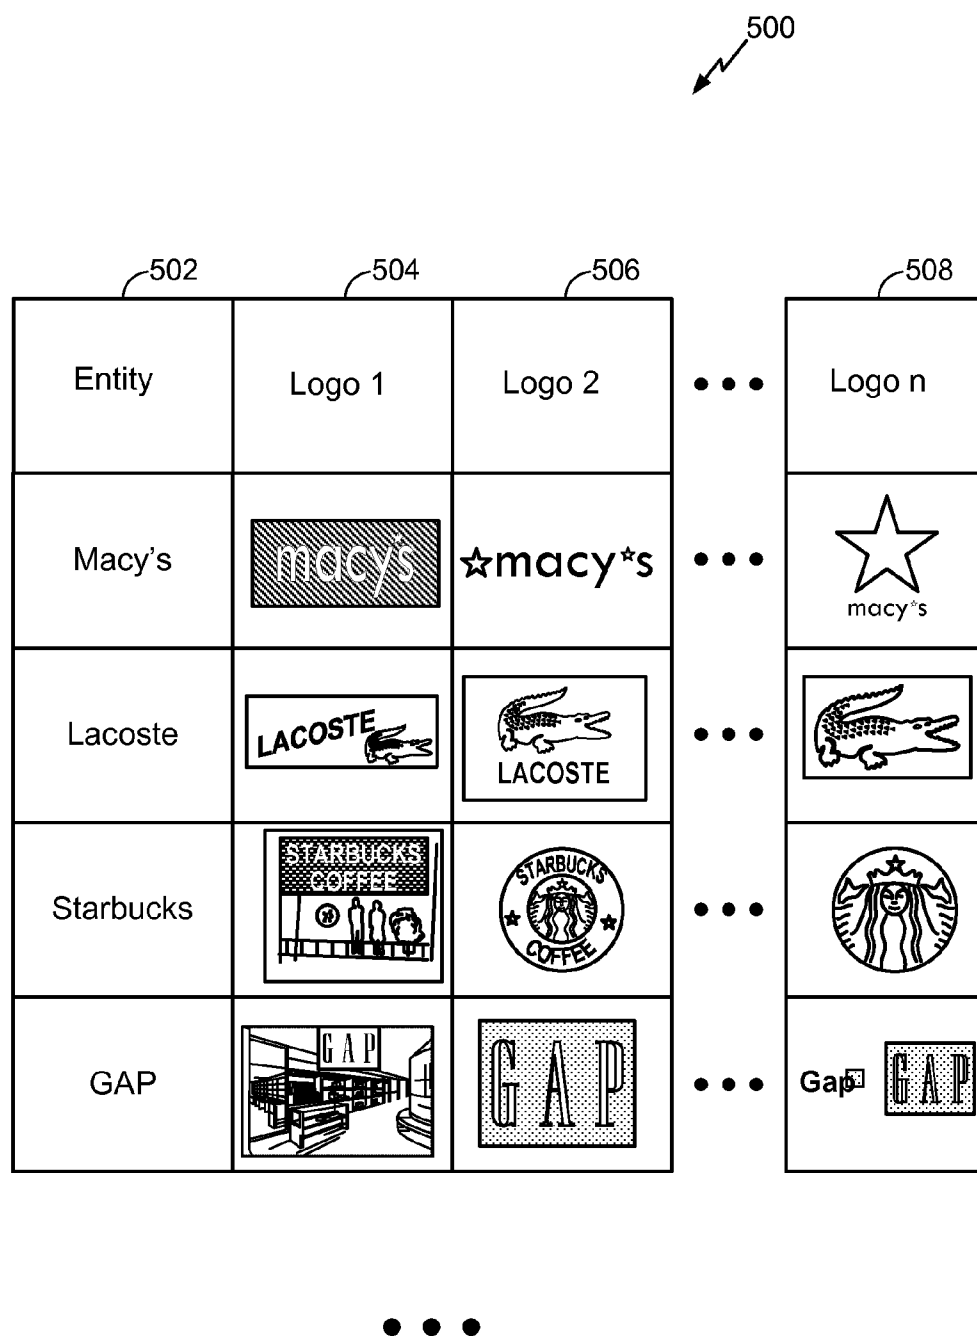 500
502
504
506
508
Entity
Logo 1
Logo 2
Logo n
Macy's
macy's
macy*s
macy*s
Lacoste
LACOSTE
LACOSTE
Starbucks
STARBUCKS
COFFEE
STARBUCKS
COFFEE
GAP
GAP
GAP
Gap
GAP